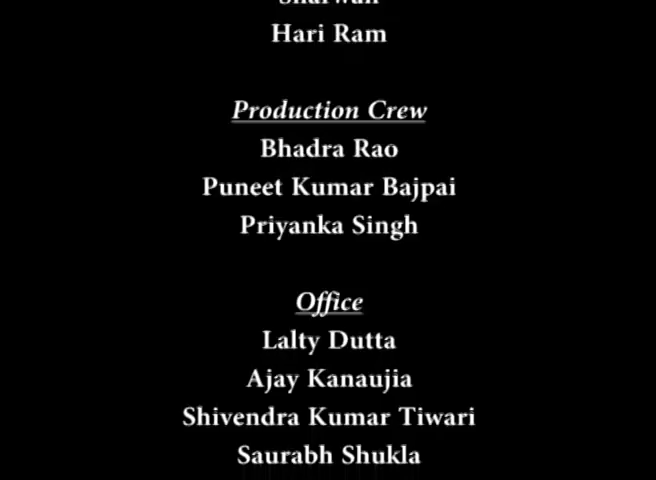 Hari Ram
Production Crew
Bhadra Rao
Puneet Kumar Bajpai
Priyanka Singh
Office
Lalty Dutta
Ajay Kanaujia
Shivendra Kumar Tiwari
Saurabh Shukla